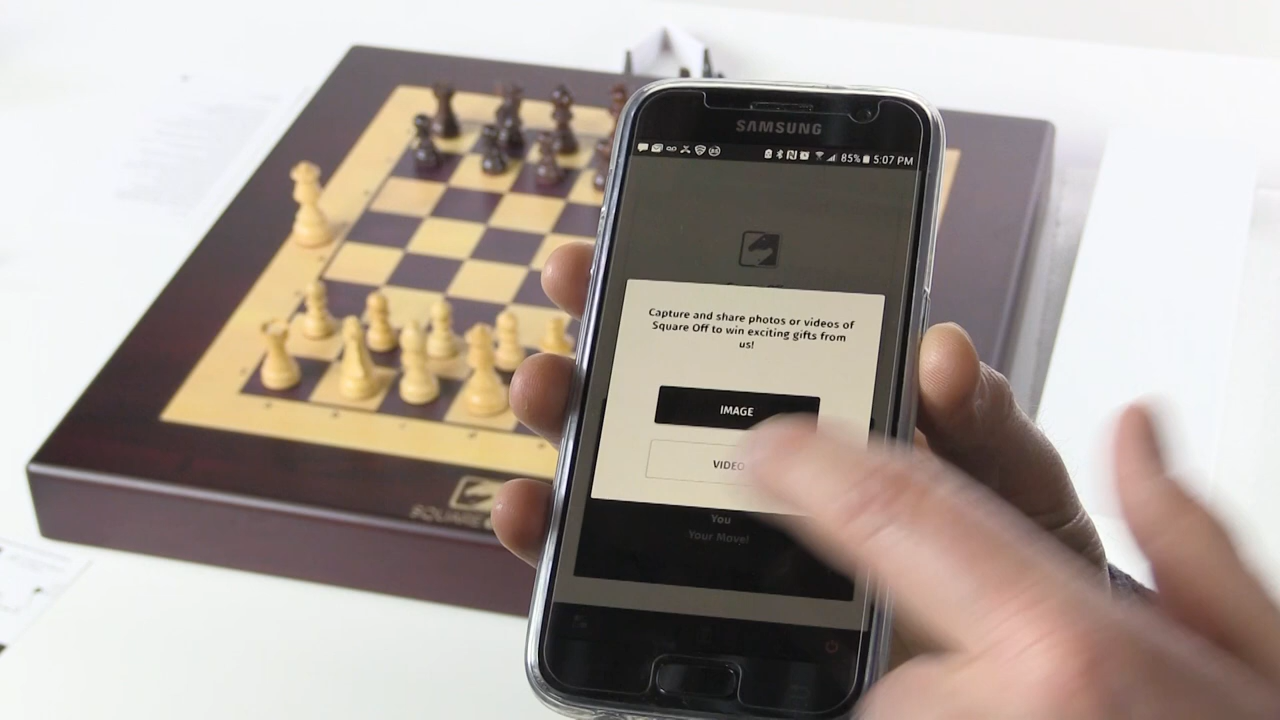 SAMSUNG
85% 5:07 PM
Capture and share photos or videos of
Square Off to win exciting gifts from
us!
IMAGE
VIDEO
You
Your Move!
SQUARE